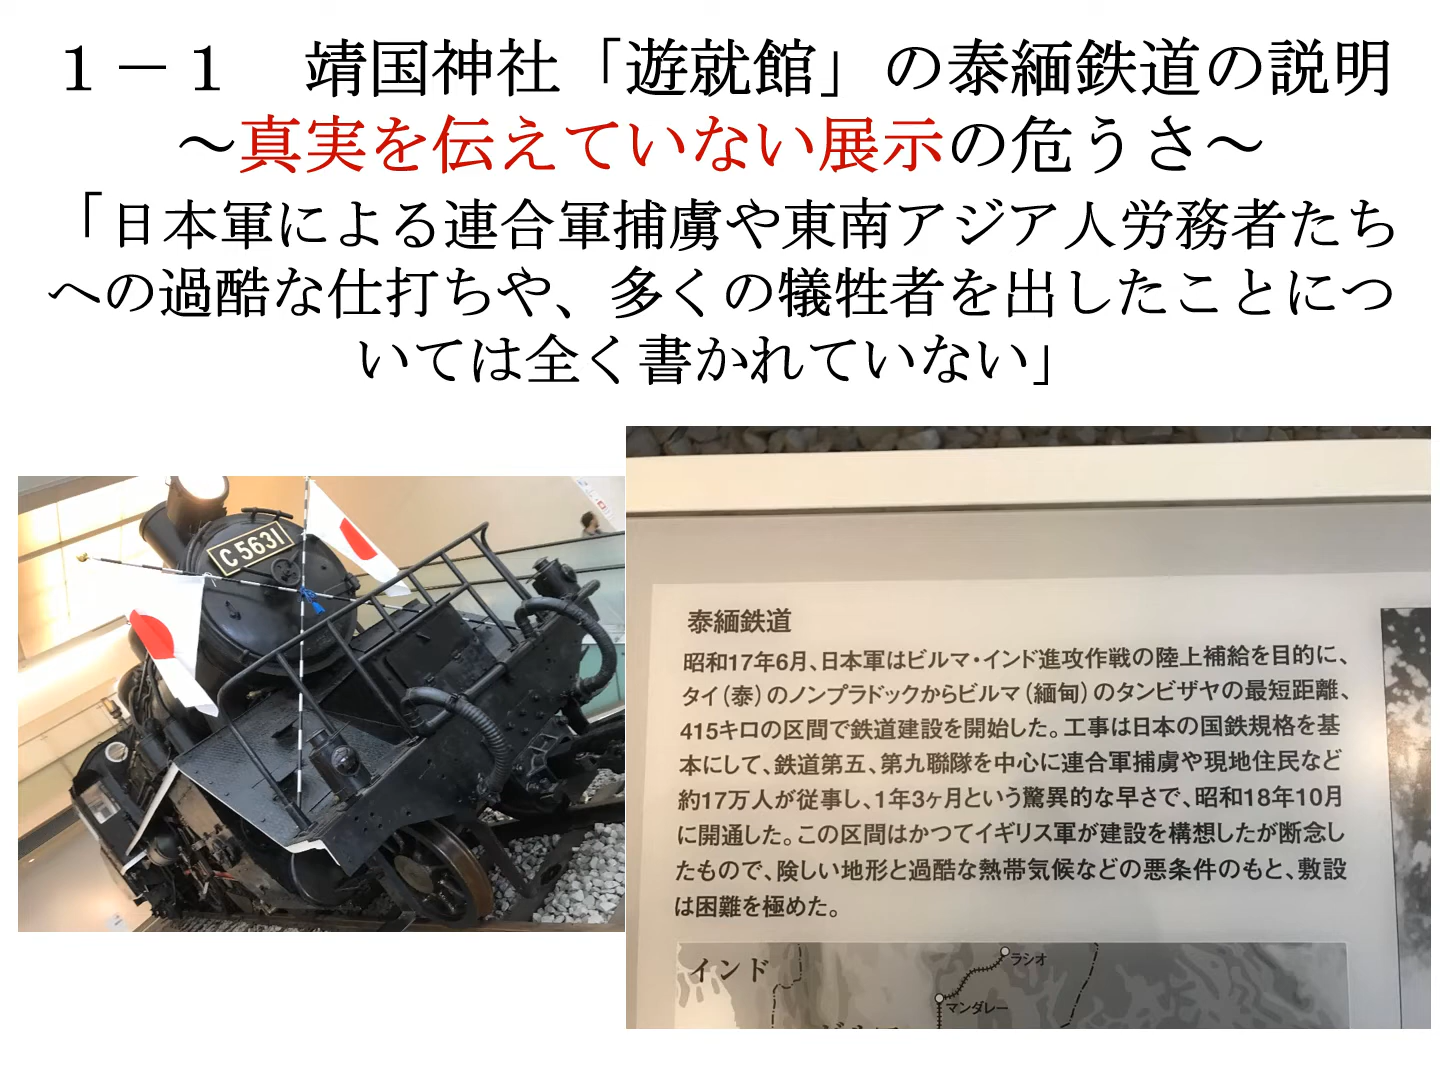 １－１　靖国神社「遊就館」の泰緬鉄道の説明
～真実を伝えていない展示の危うさ～
「日本軍による連合軍捕虜や東南アジア人労務者たち
への過酷な仕打ちや、多くの犠牲者を出したことにつ
いては全く書かれていない」
C5631
泰緬鉄道
昭和17年6月、日本軍はビルマ・インド進攻作戦の陸上補給を目的に、
タイ（泰）のノンプラドックからビルマ（緬甸）のタンビザヤの最短距離、
415キロの区間で鉄道建設を開始した。工事は日本の国鉄規格を基
本にして、鉄道第五、第九聯隊を中心に連合軍捕虜や現地住民など
約17万人が従事し、1年3ヶ月という驚異的な早さで、昭和18年10月
に開通した。この区間はかつてイギリス軍が建設を構想したが断念し
たもので、険しい地形と過酷な熱帯気候などの悪条件のもと、敷設
は困難を極めた。
インド
ラシオ
マンダレー